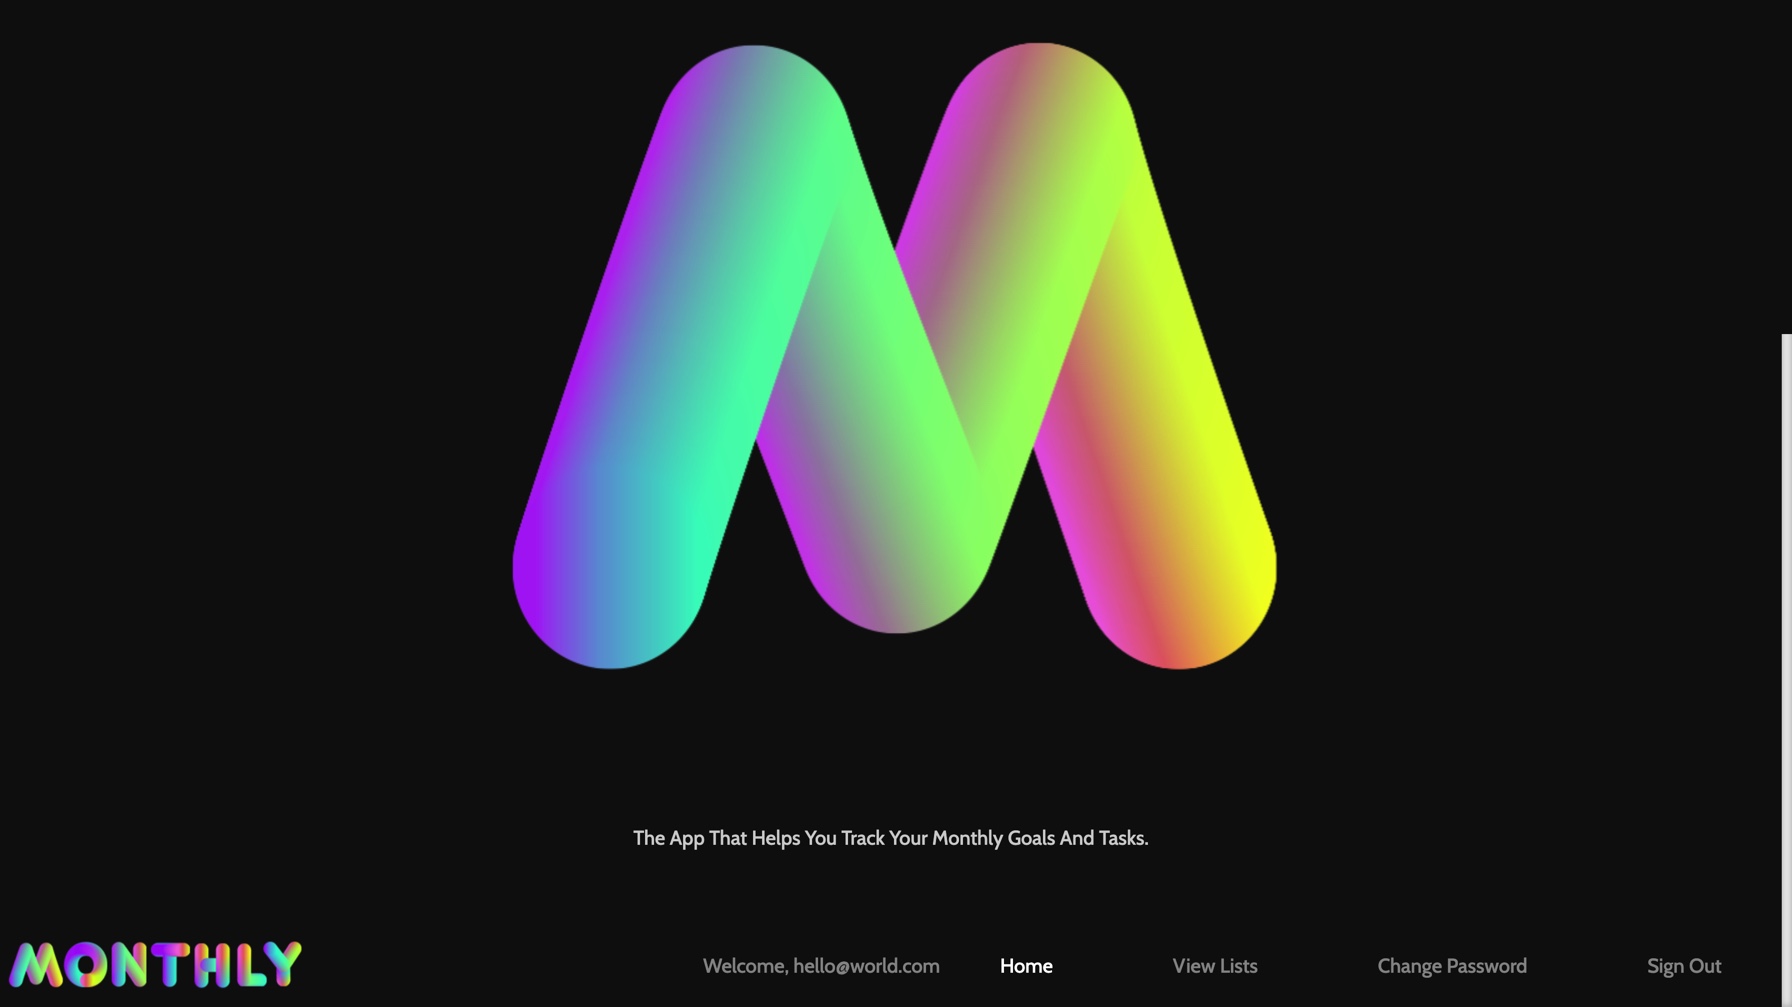 M
The App That Helps You Track Your Monthly Goals And Tasks.
MONTHLY Welcome, hello@world.com Home View Lists Change Password Sign Out